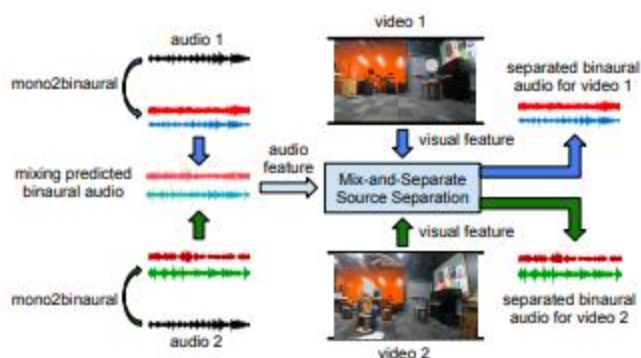 audio 1
mono2binaural
mixing predicted
binaural audio
mono2binaural
audio 2
audio
feature
video 1
visual feature
Mix-and-Separate
Source Separation
visual feature
video 2
separated binaural
audio for video 1
separated binaural
audio for video 2